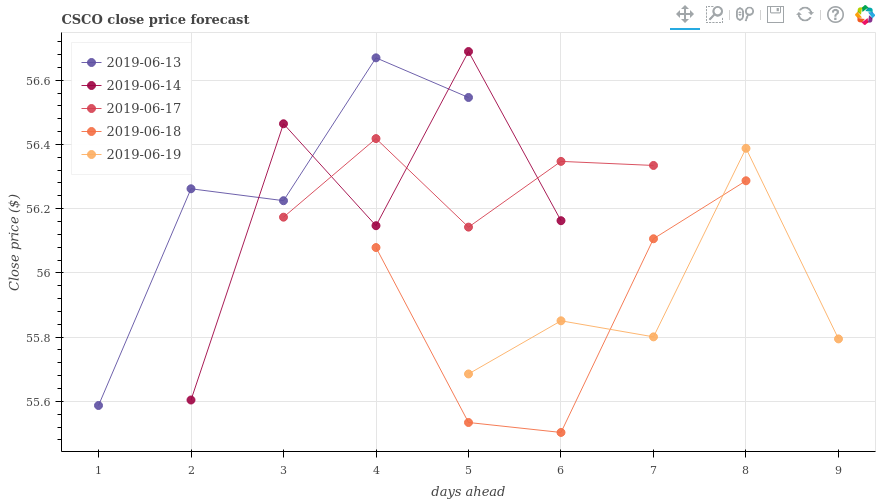 CSCO close price forecast
2019-06-13
2019-06-14
2019-06-17
2019-06-18
2019-06-19
Close price ($)
56.6
56.4
56.2
56
55.8
55.6
1 2 3 4 5 6 7 8 9
days ahead